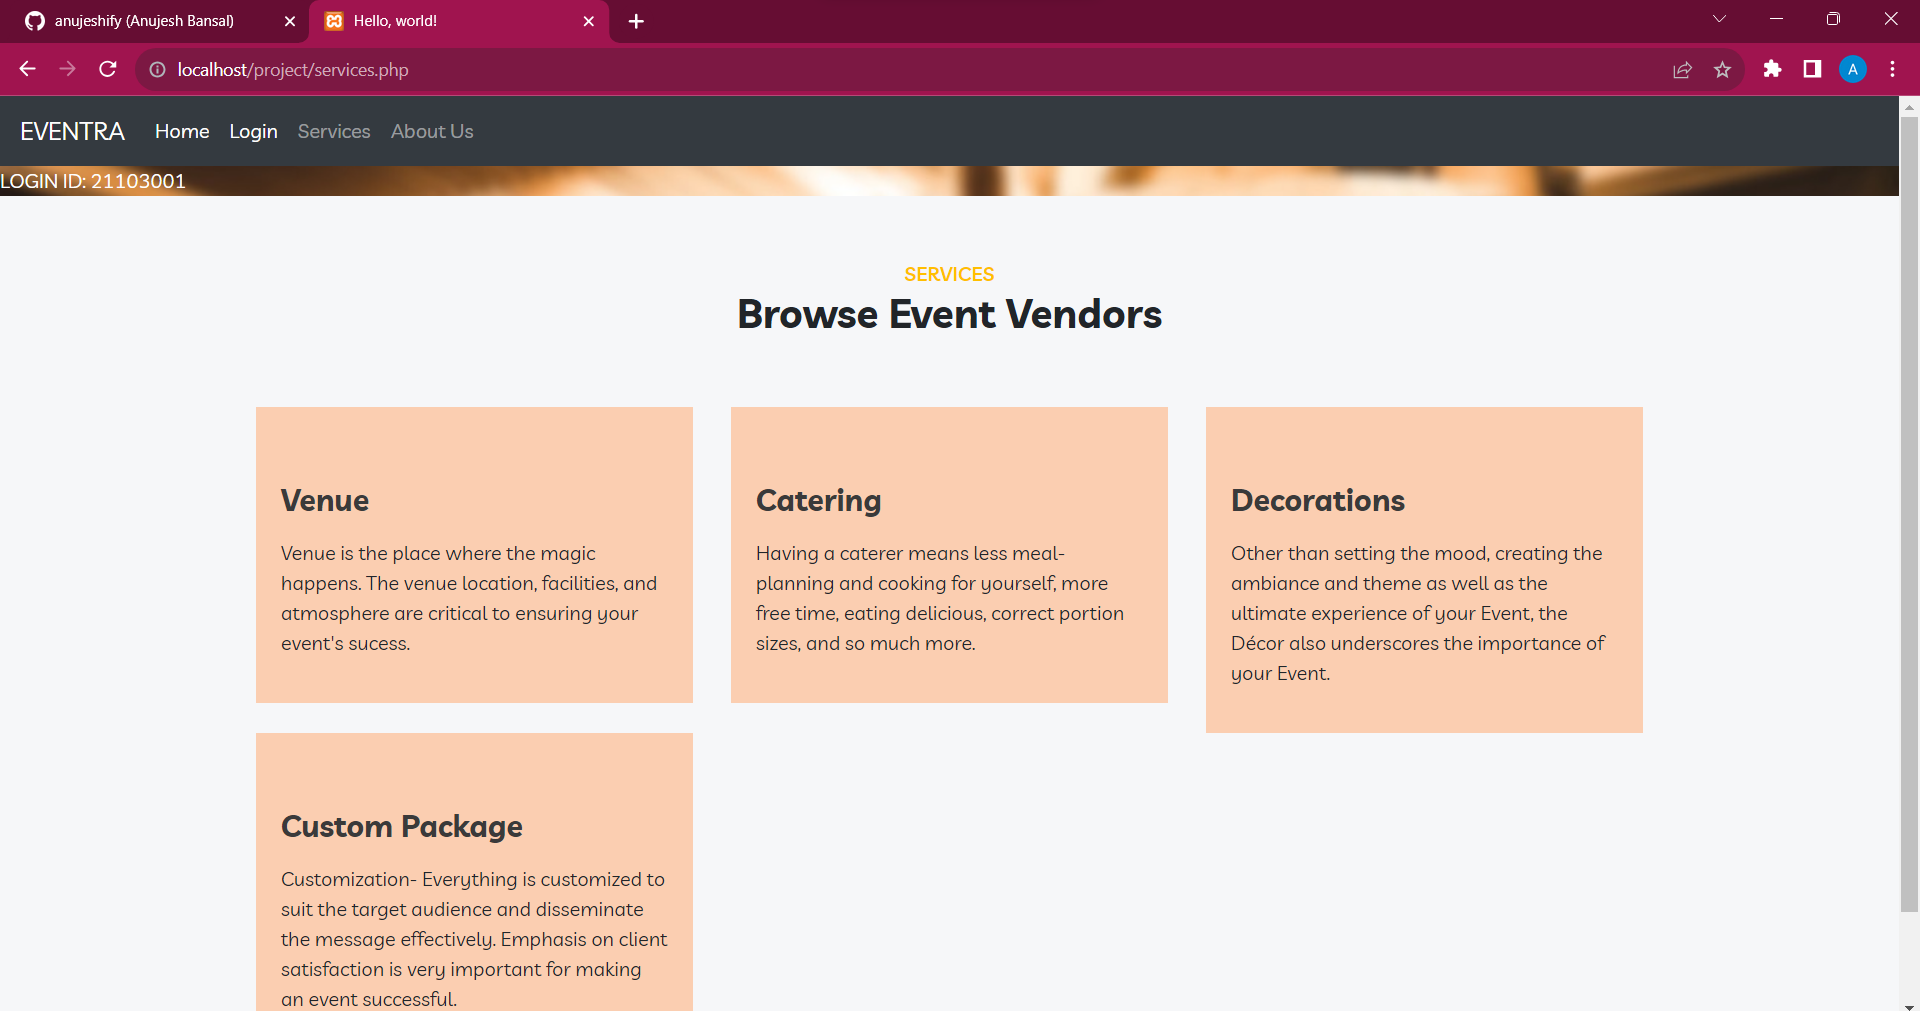 anujeshify (Anujesh Bansal)
Hello, world!
localhost/project/services.php
A
EVENTRA Home Login Services About Us
LOGIN ID: 21103001
SERVICES
Browse Event Vendors
Venue
Venue is the place where the magic
happens. The venue location, facilities, and
atmosphere are critical to ensuring your
event's sucess.
Catering
Having a caterer means less meal-
planning and cooking for yourself, more
free time, eating delicious, correct portion
sizes, and so much more.
Decorations
Other than setting the mood, creating the
ambiance and theme as well as the
ultimate experience of your Event, the
Décor also underscores the importance of
your Event.
Custom Package
Customization- Everything is customized to
suit the target audience and disseminate
the message effectively. Emphasis on client
satisfaction is very important for making
an event successful.